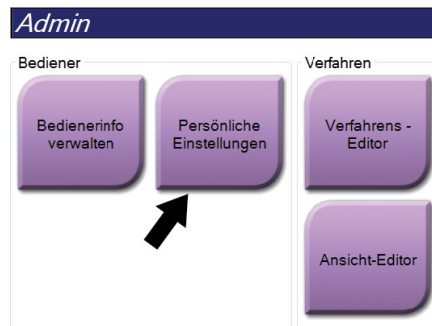 Admin
Bediener
Verfahren
Bedienerinfo
verwalten
Persönliche
Einstellungen
Verfahrens -
Editor
Ansicht-Editor